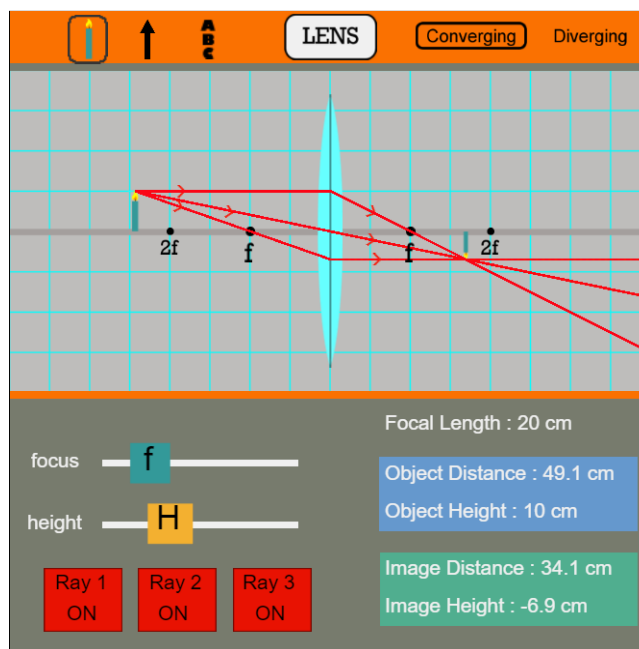 A
B
C
LENS
Converging
Diverging
2f
f
f
2f
focus
f
height
H
Ray 1
ON
Ray 2
ON
Ray 3
ON
Focal Length : 20 cm
Object Distance : 49.1 cm
Object Height : 10 cm
Image Distance : 34.1 cm
Image Height : -6.9 cm